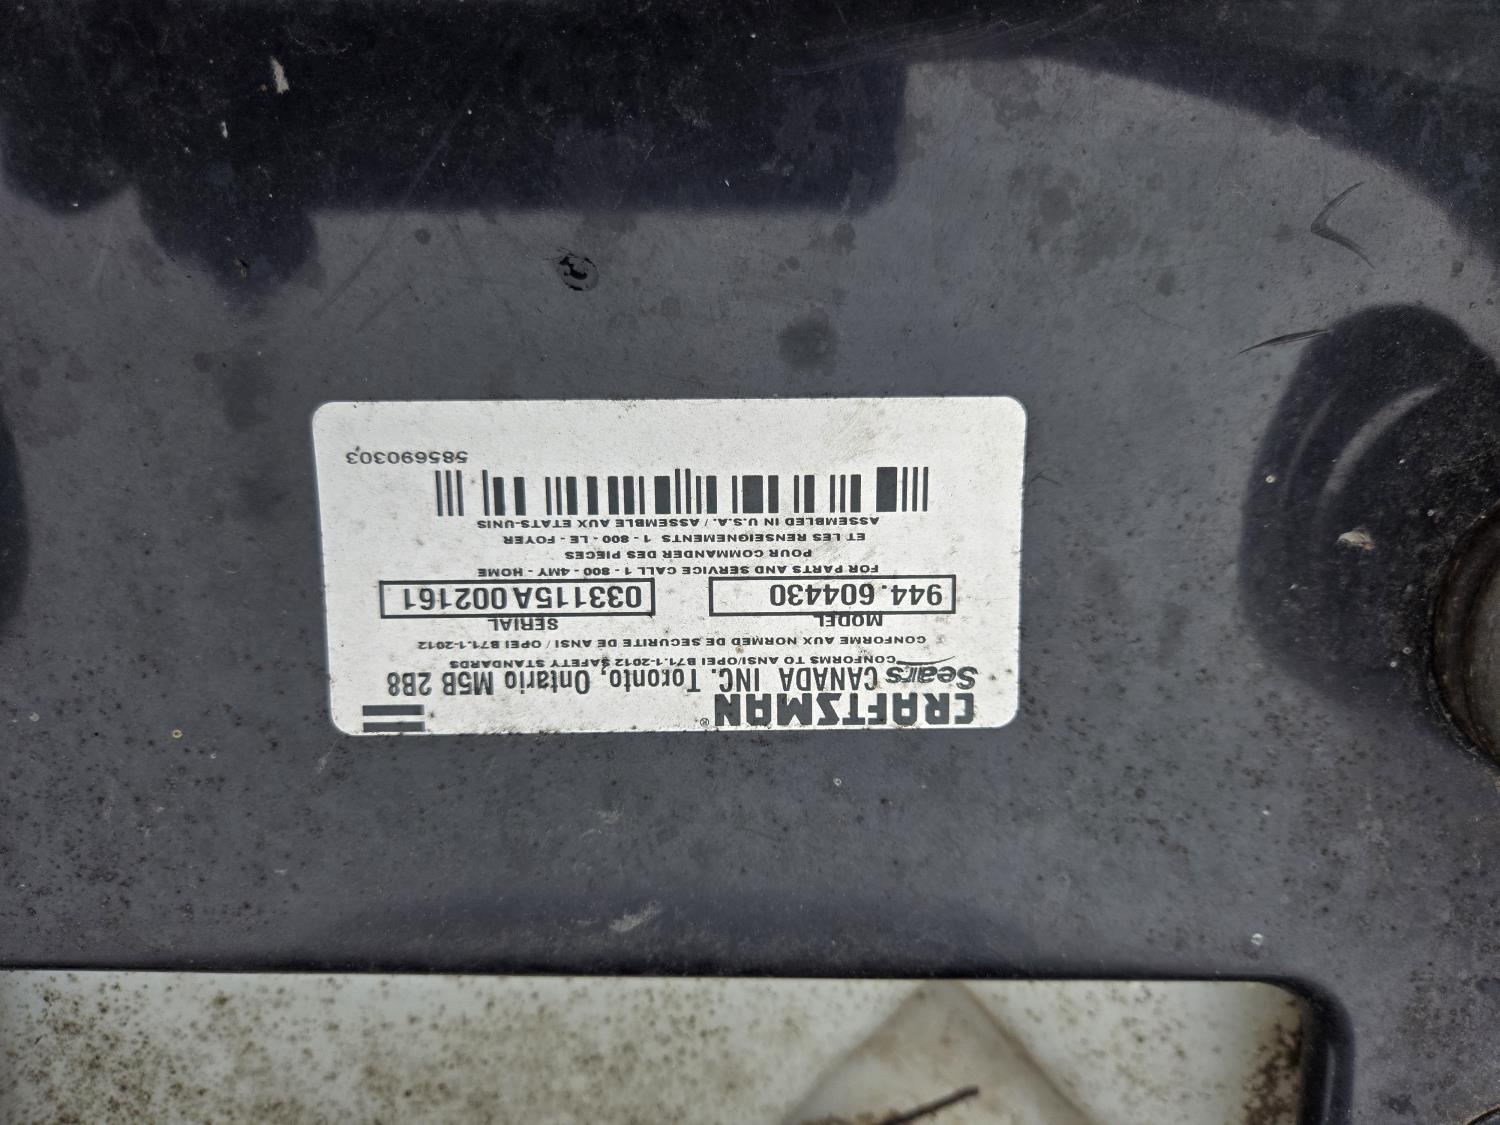 CRAFTSMAN®
Sears CANADA INC. Toronto, Ontario M5B 2B8
CONFORMS TO ANSI/OPEI B71.1-2012 SAFETY STANDARDS
CONFORME AUX NORMED DE SECURITE DE ANSI / OPEI B71.1-2012
MODEL SERIAL
944.604430 033115A 002161
FOR PARTS AND SERVICE CALL 1 - 800 - 4MY - HOME
POUR COMMANDER DES PIECES
ET LES RENSEIGNEMENTS 1 - 800 - LE - FOYER
ASSEMBLED IN U.S.A. / ASSEMBLE AUX ETATS-UNIS
585690303